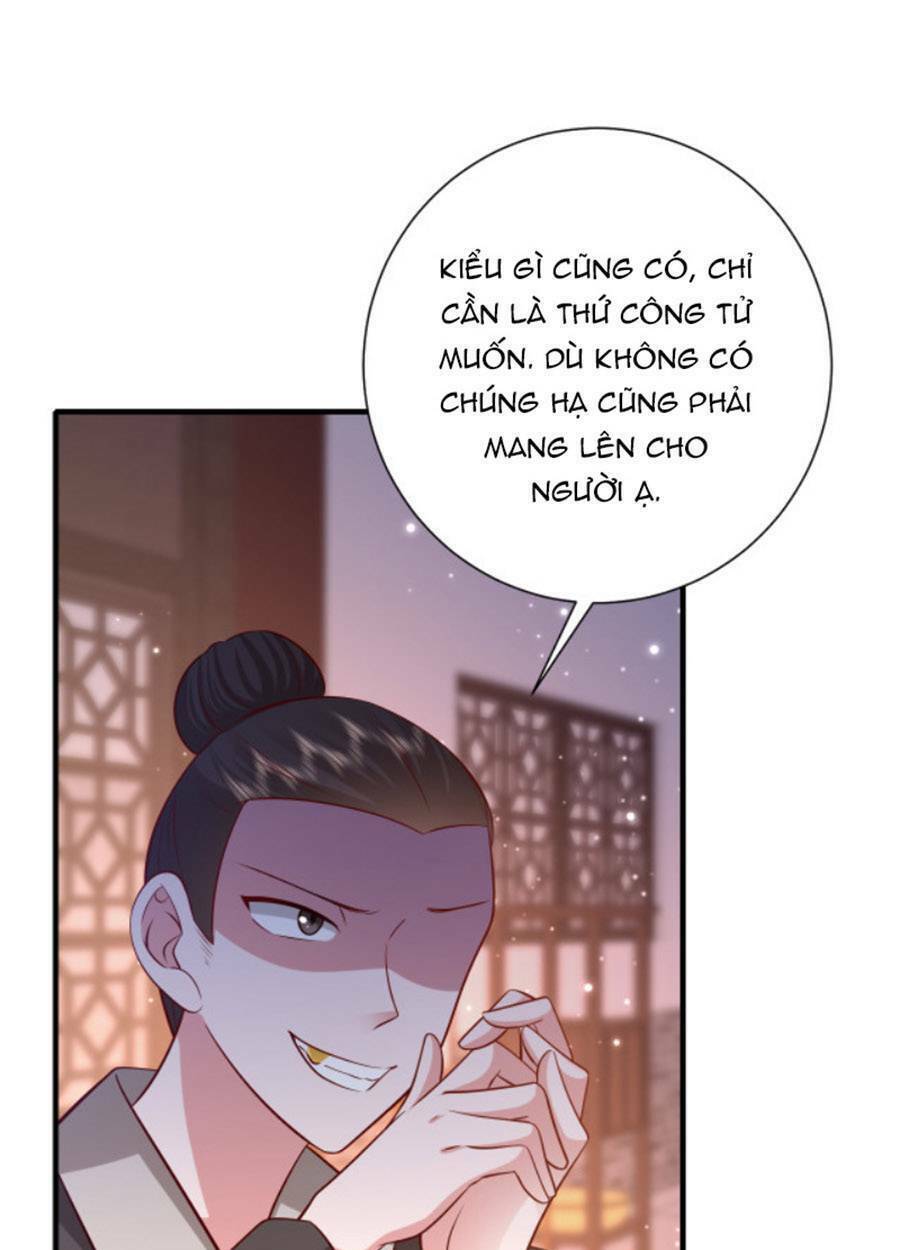 KIỂU GÌ CŨNG CÓ, CHỈ
CẦN LÀ THỨ CÔNG TỬ
MUỐN. DÙ KHÔNG CÓ
CHÚNG HẠ CŨNG PHẢI
MANG LÊN CHO
NGƯỜI Ạ.